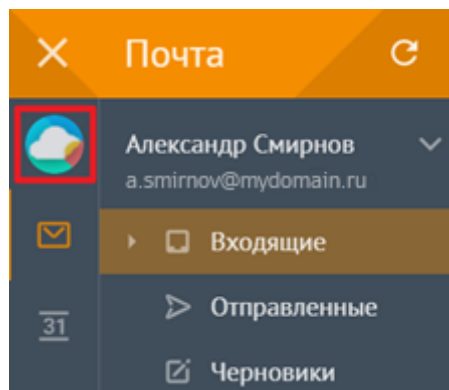 Почта
Александр Смирнов
a.smirnov@mydomain.ru
Входящие
31
Отправленные
Черновики